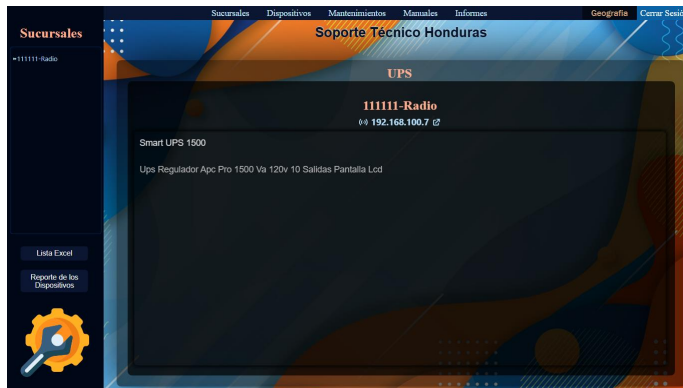 Sucursales Dispositivos Mantenimientos Manuales Informes Geografía Cerrar Sesió
Sucursales
Soporte Técnico Honduras
111111-Radio
UPS
111111-Radio
192.168.100.7
Smart UPS 1500
Ups Regulador Apc Pro 1500 Va 120v 10 Salidas Pantalla Lcd
Lista Excel
Reporte de los
Dispositivos